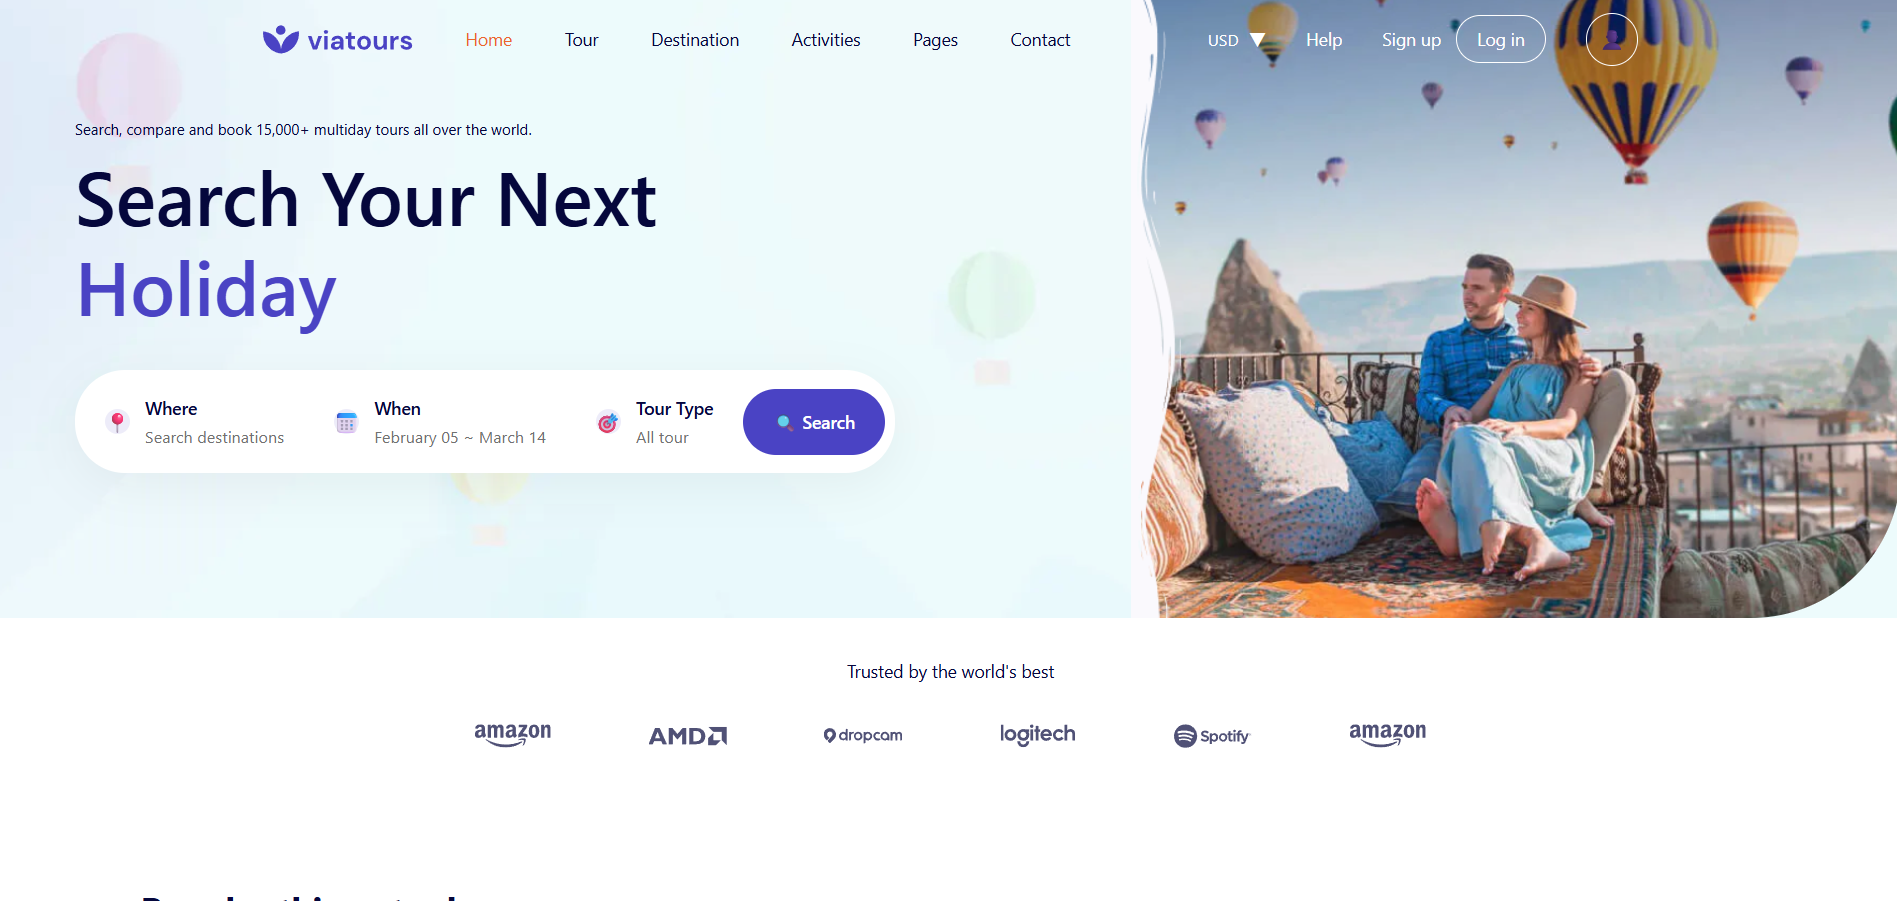 viatours Home Tour Destination Activities Pages Contact USD Help Sign up Log in
Search, compare and book 15,000+ multiday tours all over the world.
Search Your Next
Holiday
Where When Tour Type Search
Search destinations February 05 ~ March 14 All tour
Trusted by the world's best
amazon AMD dropcam logitech Spotify amazon